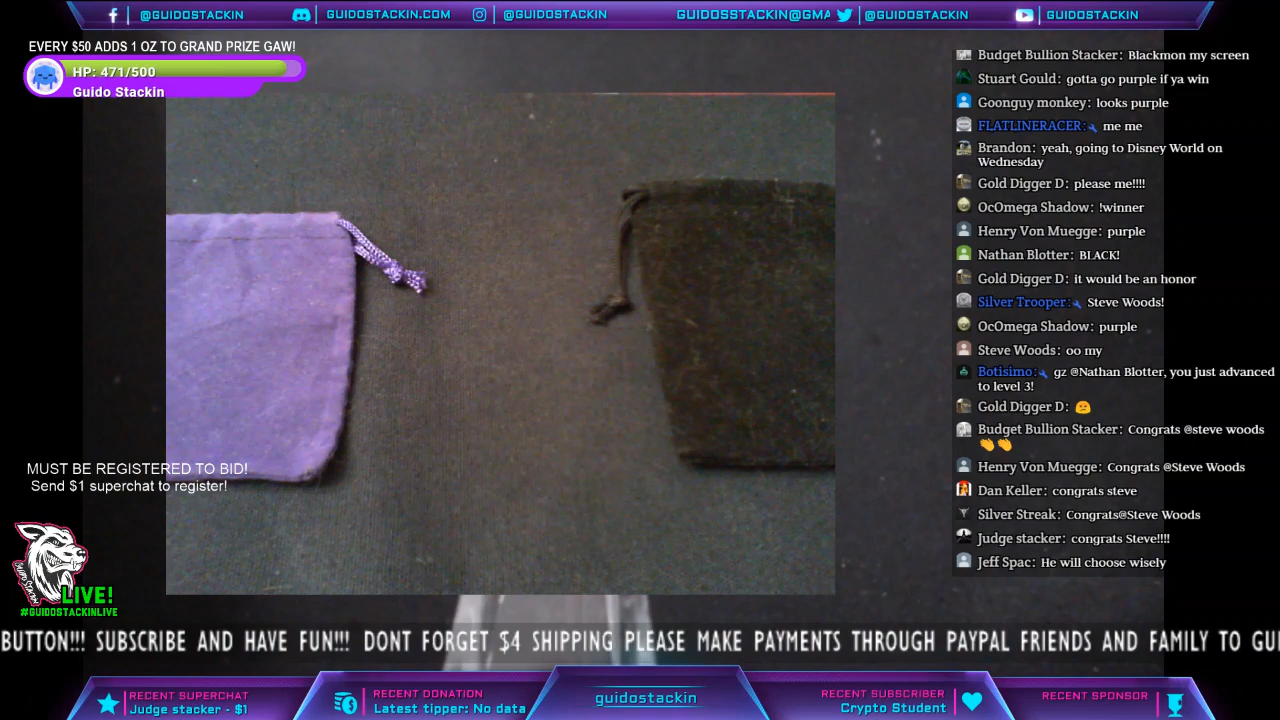 @GUIDOSTACKIN GUIDOSTACKIN.COM @GUIDOSTACKIN GUIDOSSTACKIN@GMA @GUIDOSTACKIN GUIDOSTACKIN
EVERY $50 ADDS 1 OZ TO GRAND PRIZE GAW!
HP: 471/500
Guido Stackin
Budget Bullion Stacker: Blackmon my screen
Stuart Gould: gotta go purple if ya win
Goonguy monkey: looks purple
FLATLINERACER: me me
Brandon: yeah, going to Disney World on
Wednesday
Gold Digger D: please me!!!!
OcOmega Shadow: !winner
Henry Von Muegge: purple
Nathan Blotter: BLACK!
Gold Digger D: it would be an honor
Silver Trooper: Steve Woods!
OcOmega Shadow: purple
Steve Woods: oo my
Botisimo: gz @Nathan Blotter, you just advanced
to level 3!
Gold Digger D:
Budget Bullion Stacker: Congrats @steve woods
Henry Von Muegge: Congrats @Steve Woods
Dan Keller: congrats steve
Silver Streak: Congrats@Steve Woods
Judge stacker: congrats Steve!!!!
Jeff Spac: He will choose wisely
MUST BE REGISTERED TO BID!
Send $1 superchat to register!
GUIDO STACKIN
LIVE!
#GUIDOSTACKINLIVE
BUTTON!!! SUBSCRIBE AND HAVE FUN!!! DONT FORGET $4 SHIPPING PLEASE MAKE PAYMENTS THROUGH PAYPAL FRIENDS AND FAMILY TO GUI
RECENT SUPERCHAT
Judge stacker - $1
RECENT DONATION
Latest tipper: No data
guidostackin
RECENT SUBSCRIBER
Crypto Student
RECENT SPONSOR